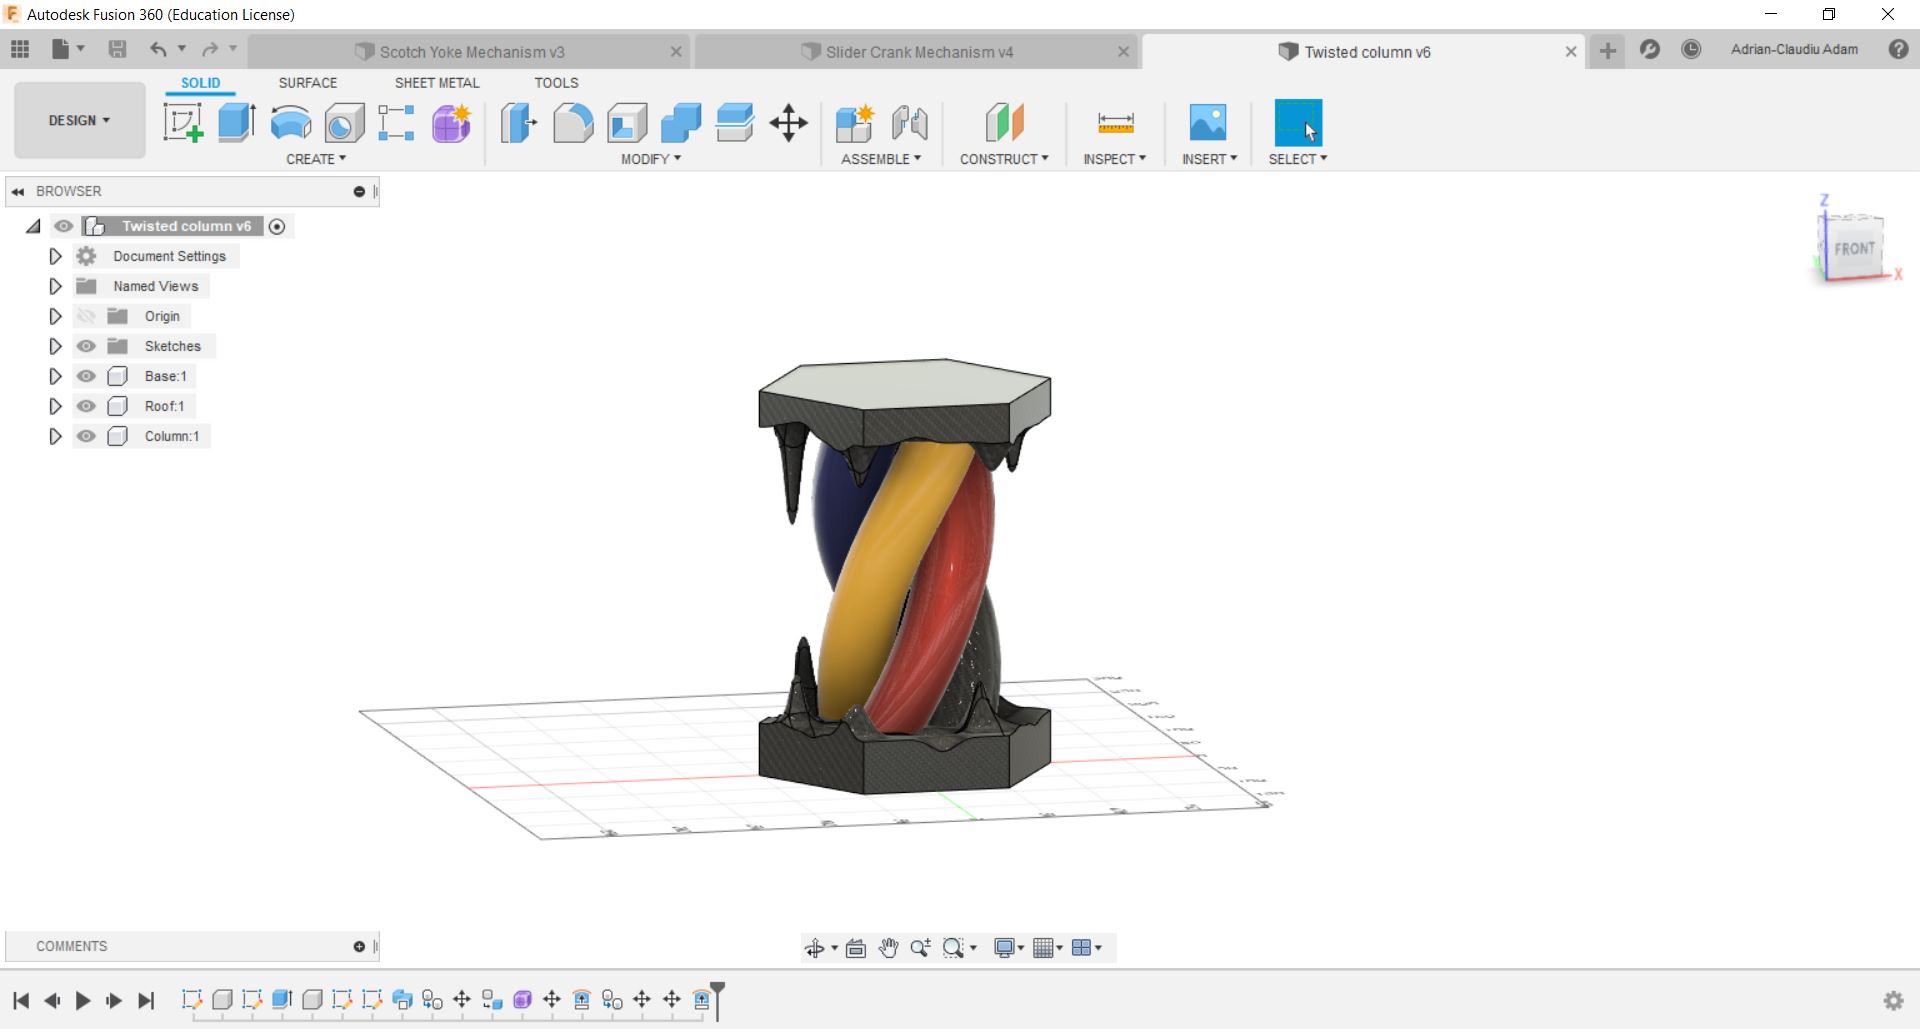 Autodesk Fusion 360 (Education License)
Scotch Yoke Mechanism v3
Slider Crank Mechanism v4
Twisted column v6
Adrian-Claudiu Adam
DESIGN
SOLID
SURFACE
SHEET METAL
TOOLS
CREATE
MODIFY
ASSEMBLE
CONSTRUCT
INSPECT
INSERT
SELECT
BROWSER
Twisted column v6
Document Settings
Named Views
Origin
Sketches
Base:1
Roof:1
Column:1
Z
FRONT
X
COMMENTS